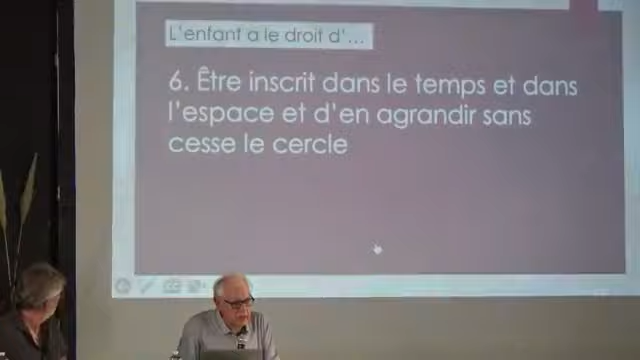 L'enfant a le droit d'...
6. Être inscrit dans le temps et dans
l'espace et d'en agrandir sans
cesse le cercle